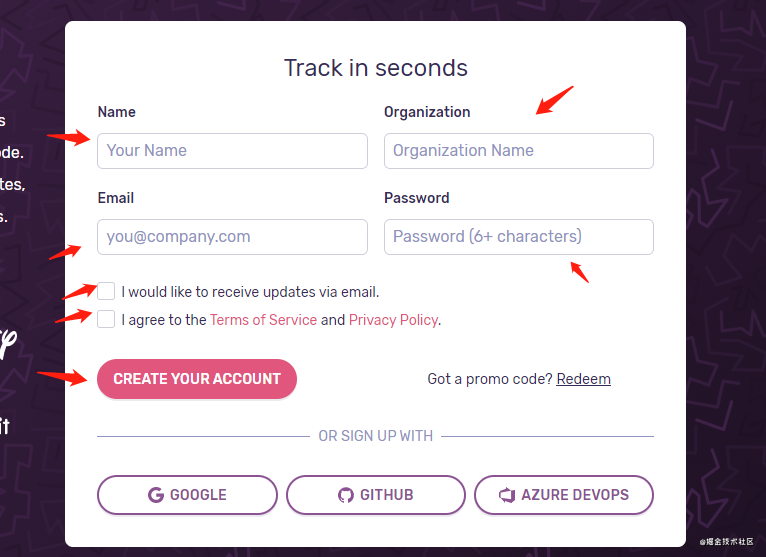 Track in seconds
Name
Organization
s
Your Name
Organization Name
ode.
tes,
Email
Password
s.
you@company.com
Password (6+ characters)
I would like to receive updates via email.
I agree to the Terms of Service and Privacy Policy.
CREATE YOUR ACCOUNT
Got a promo code? Redeem
it
OR SIGN UP WITH
GOOGLE
GITHUB
AZURE DEVOPS
@掘金技术社区